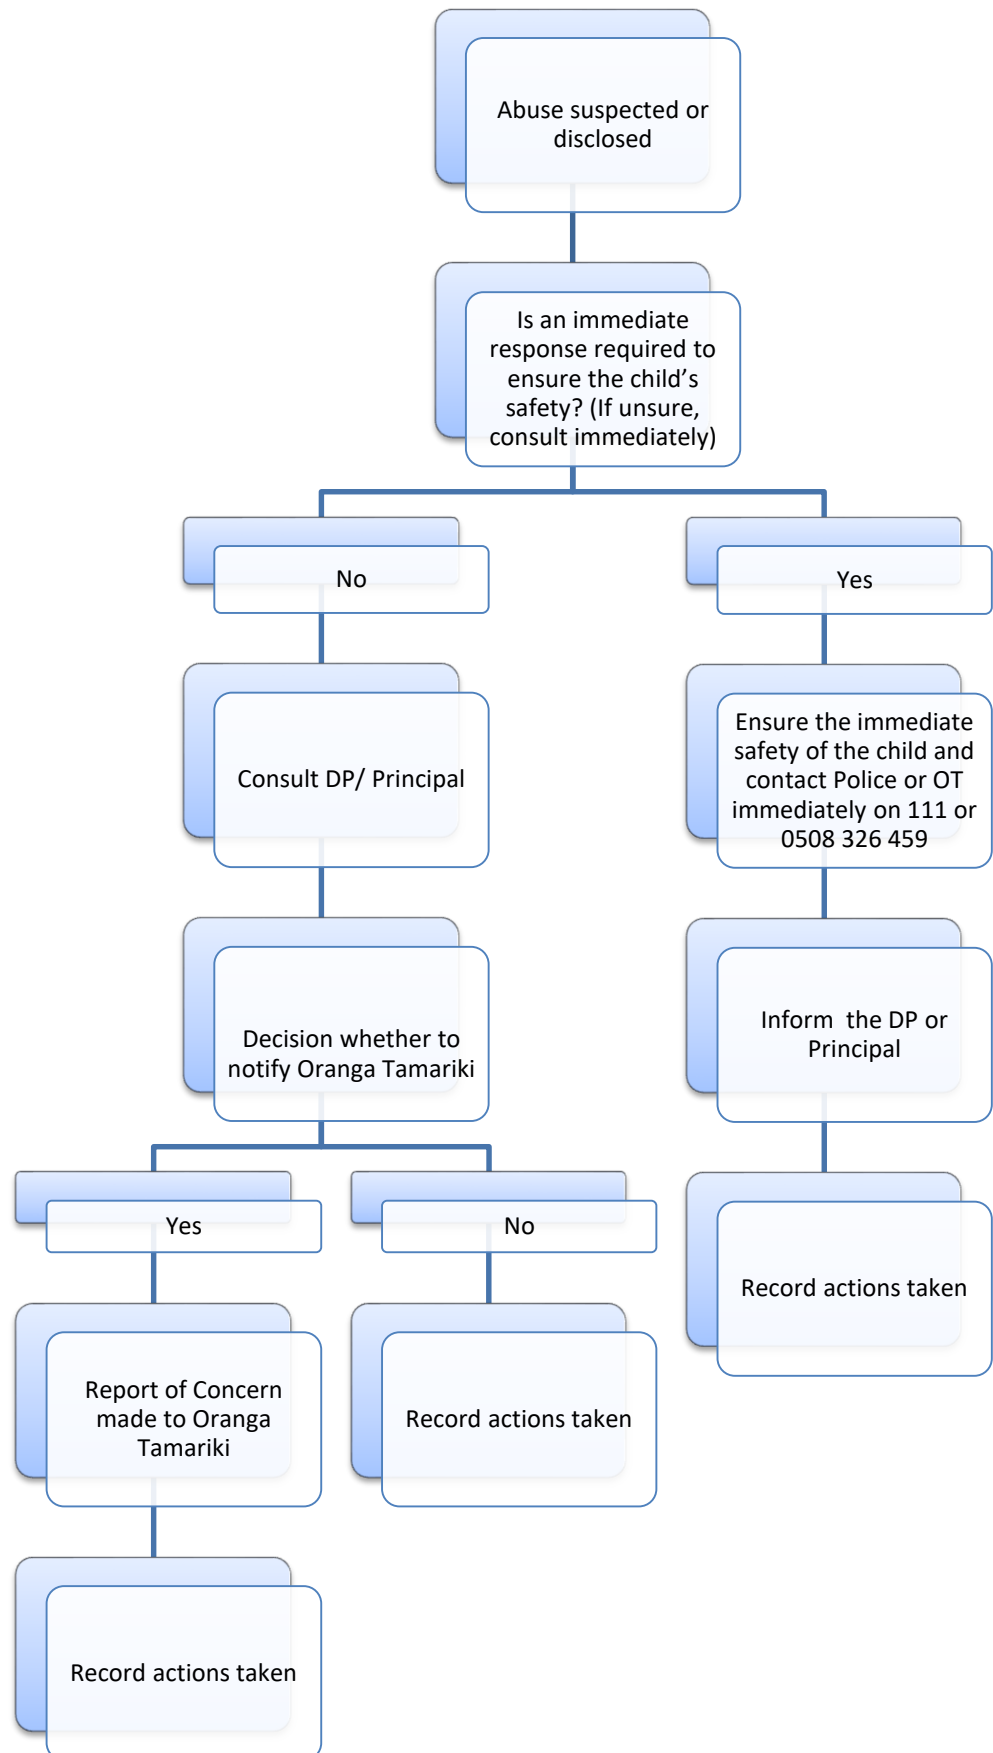 Abuse suspected or
disclosed
Is an immediate
response required to
ensure the child’s
safety? (If unsure,
consult immediately)
No
Yes
Consult DP/ Principal
Ensure the immediate
safety of the child and
contact Police or OT
immediately on 111 or
0508 326 459
Decision whether to
notify Oranga Tamariki
Inform  the DP or
Principal
Yes
No
Record actions taken
Report of Concern
made to Oranga
Tamariki
Record actions taken
Record actions taken